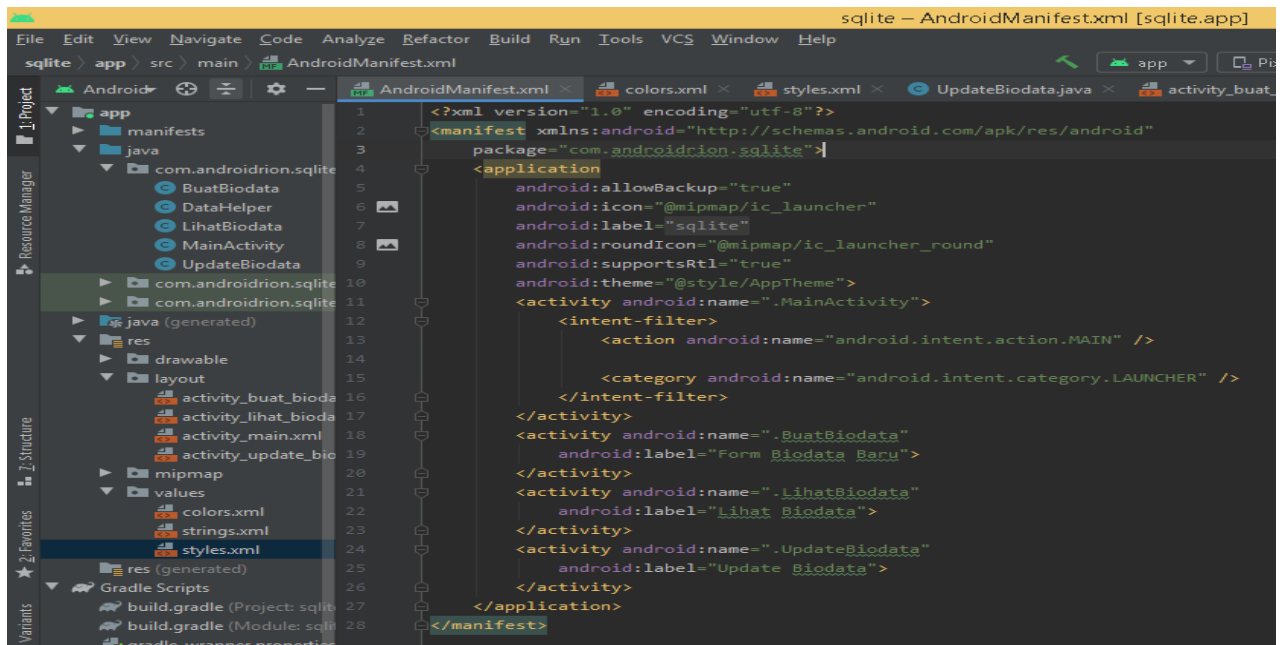 sqlite – AndroidManifest.xml [sqlite.app]
File Edit View Navigate Code Analyze Refactor Build Run Tools VCS Window Help
sqlite app src main AndroidManifest.xml app
Android AndroidManifest.xml colors.xml styles.xml UpdateBiodata.java
1: Project
Resource Manager
7: Structure
2: Favorites
Variants
app
manifests
java
com.androidrion.sqlite
BuatBiodata
DataHelper
LihatBiodata
MainActivity
UpdateBiodata
com.androidrion.sqlite
com.androidrion.sqlite
java (generated)
res
drawable
layout
activity_buat_bioda
activity_lihat_bioda
activity_main.xml
activity_update_bio
mipmap
values
colors.xml
strings.xml
styles.xml
res (generated)
Gradle Scripts
build.gradle (Project: sqlit
build.gradle (Module: sqlit
1 <?xml version="1.0" encoding="utf-8"?>
2 <manifest xmlns:android="http://schemas.android.com/apk/res/android"
3 package="com.androidrion.sqlite">
4 <application
5 android:allowBackup="true"
6 android:icon="@mipmap/ic_launcher"
7 android:label="sqlite"
8 android:roundIcon="@mipmap/ic_launcher_round"
9 android:supportsRtl="true"
10 android:theme="@style/AppTheme">
11 <activity android:name=".MainActivity">
12 <intent-filter>
13 <action android:name="android.intent.action.MAIN" />
14
15 <category android:name="android.intent.category.LAUNCHER" />
16 </intent-filter>
17 </activity>
18 <activity android:name=".BuatBiodata"
19 android:label="Form Biodata Baru">
20 </activity>
21 <activity android:name=".LihatBiodata"
22 android:label="Lihat Biodata">
23 </activity>
24 <activity android:name=".UpdateBiodata"
25 android:label="Update Biodata">
26 </activity>
27 </application>
28 </manifest>